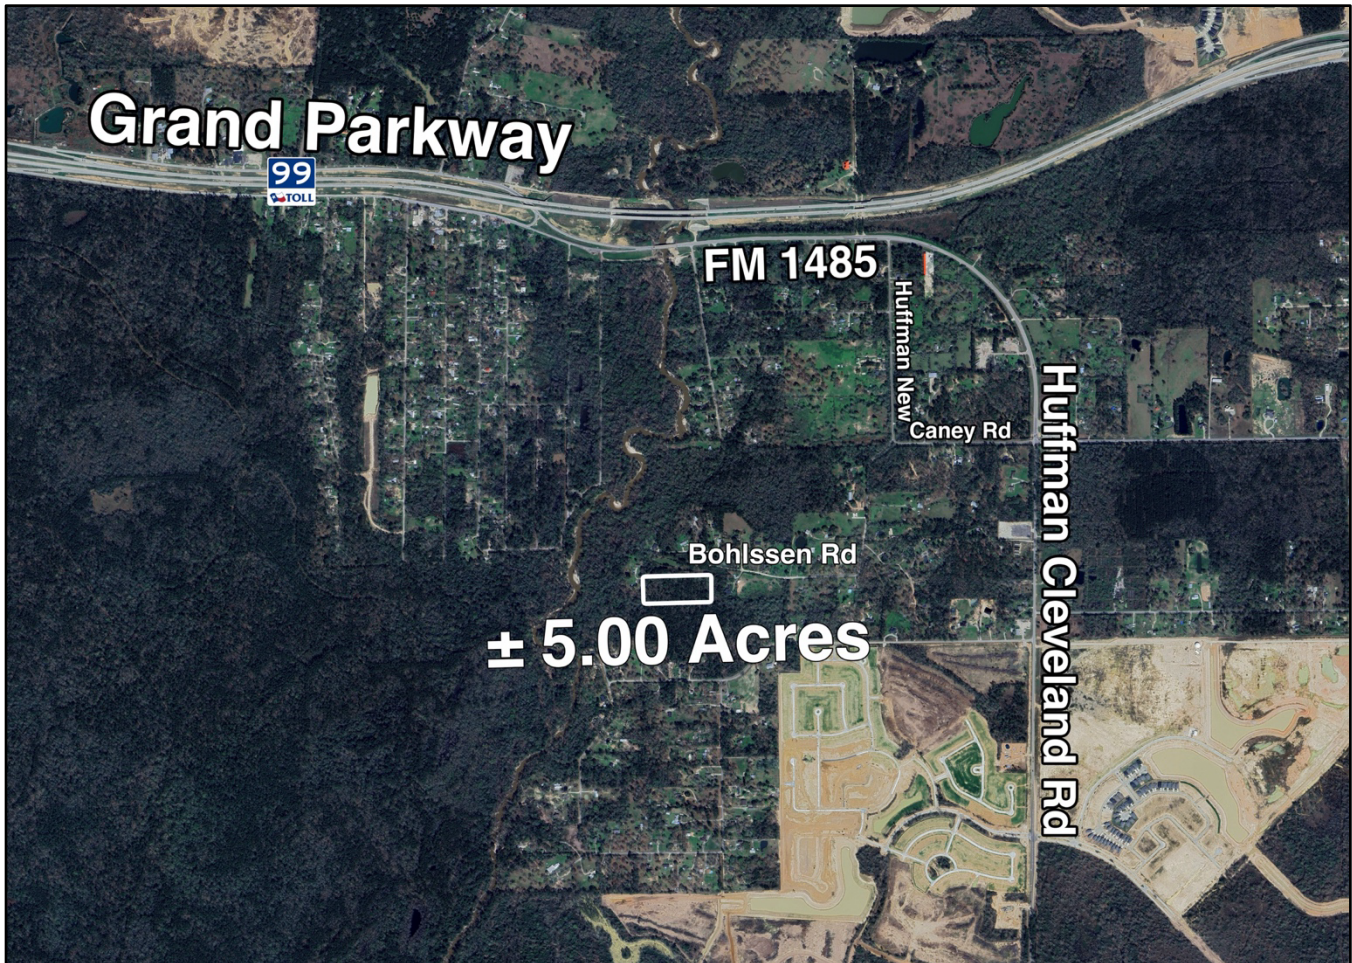 Grand Parkway
99
TOLL
FM 1485
Huffman New
Caney Rd
Huffman Cleveland Rd
Bohlssen Rd
± 5.00 Acres